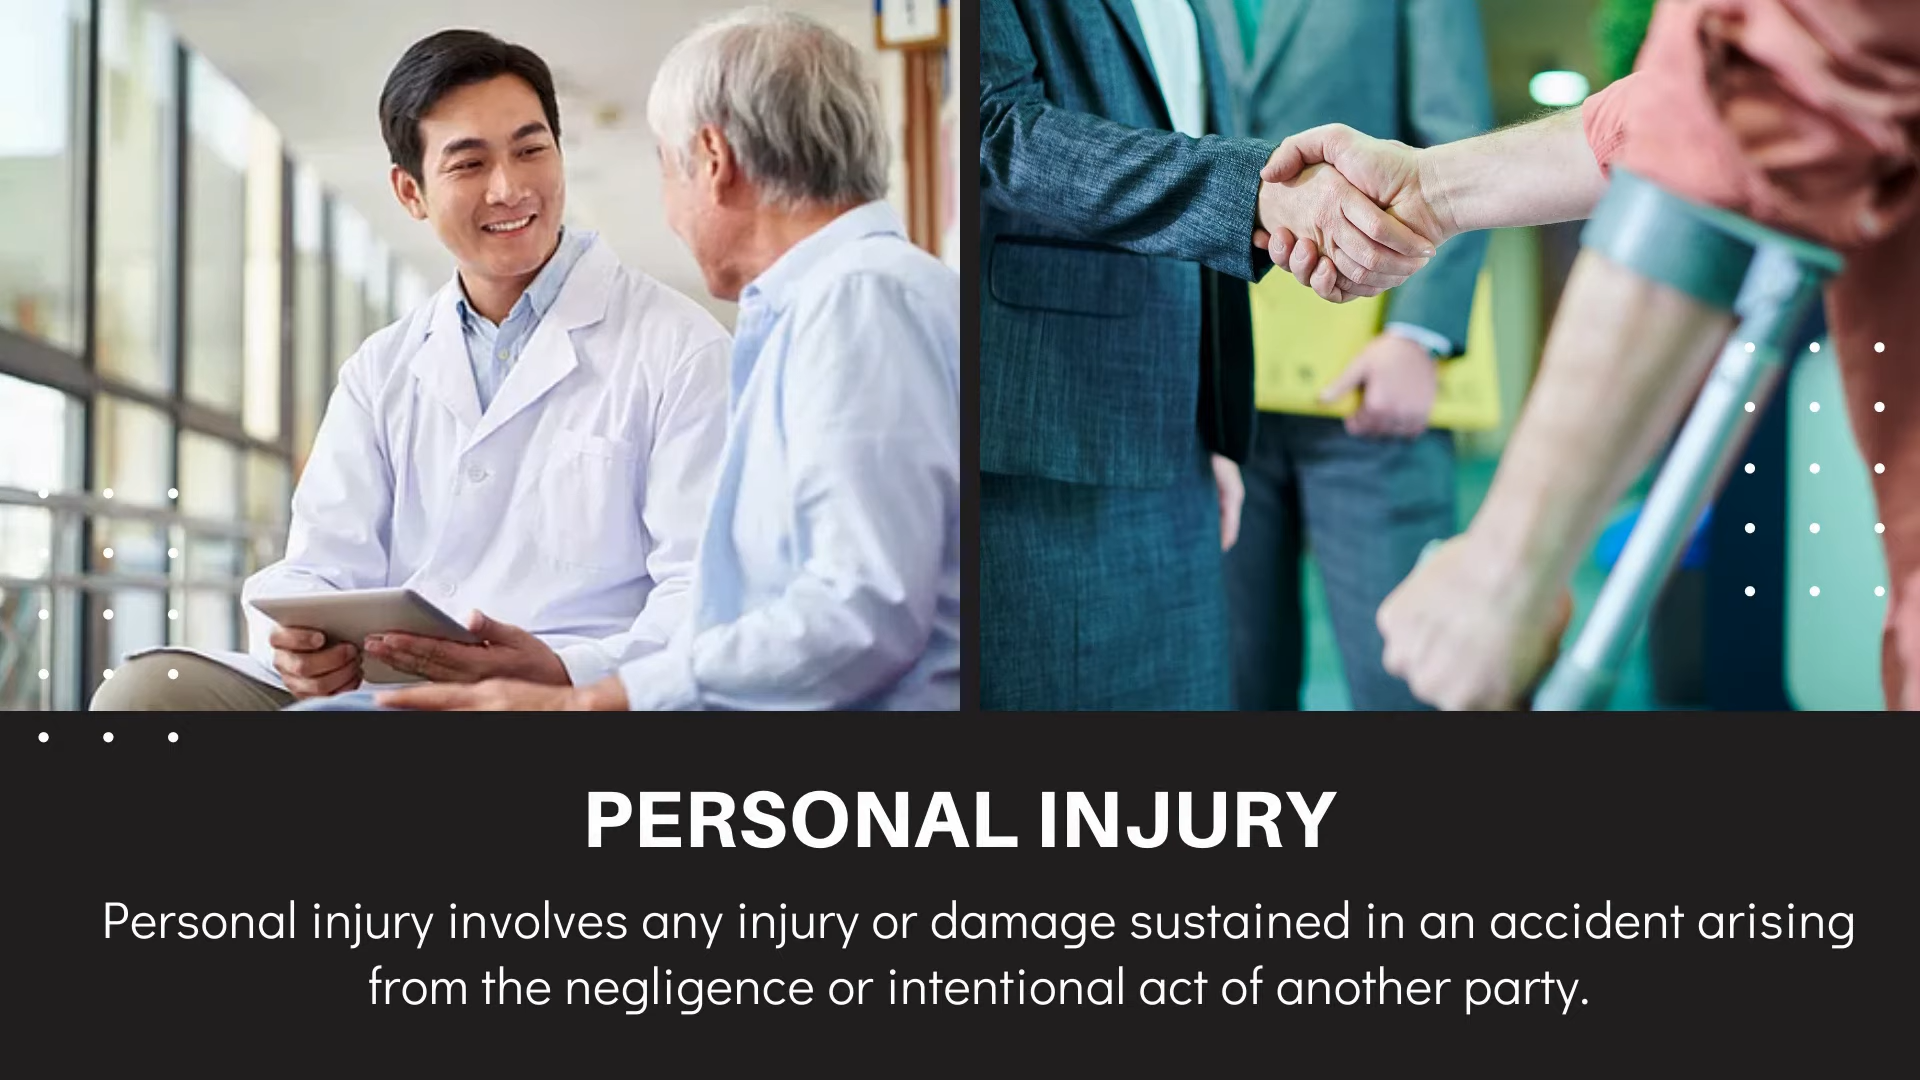 PERSONAL INJURY
Personal injury involves any injury or damage sustained in an accident arising
from the negligence or intentional act of another party.